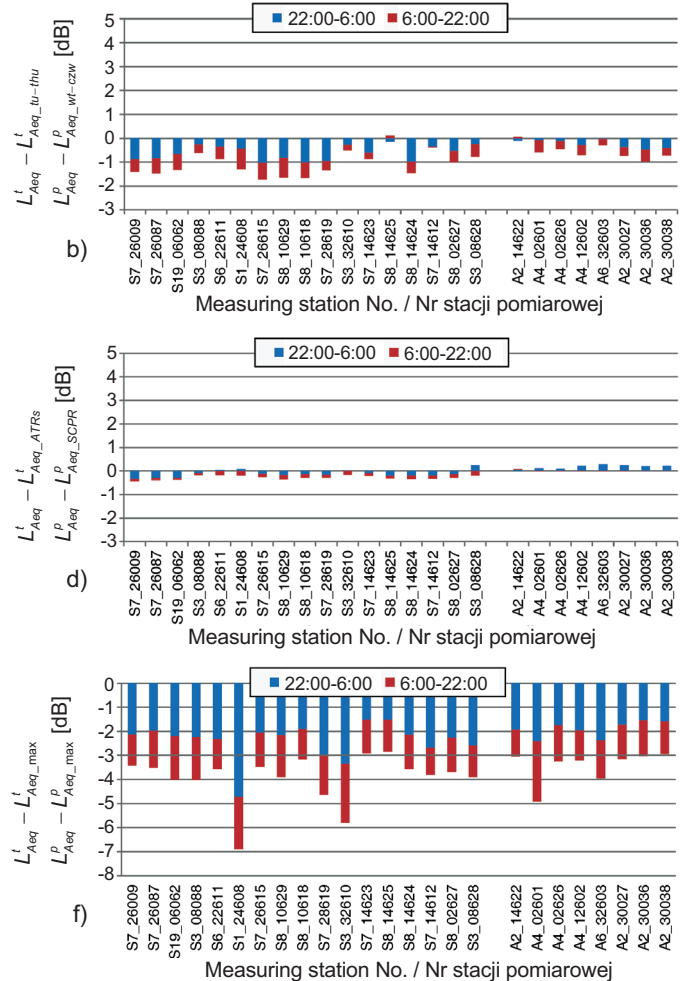 22:00-6:00 6:00-22:00
5
4
3
2
1
0
-1
-2
-3
L^t_Aeq – L^t_Aeq_tu-thu
L^p_Aeq – L^p_Aeq_wt-czw [dB]
S7_26009 S7_26087 S19_06062 S3_08088 S6_22611 S1_24608 S7_26615 S8_10629 S8_10618 S7_28619 S3_32610 S7_14623 S8_14625 S8_14624 S7_14612 S8_02627 S3_08628 A2_14622 A4_02601 A4_02626 A4_12602 A6_32603 A2_30027 A2_30036 A2_30038
b)
Measuring station No. / Nr stacji pomiarowej
22:00-6:00 6:00-22:00
5
4
3
2
1
0
-1
-2
-3
L^t_Aeq – L^t_Aeq_ATRs
L^p_Aeq – L^p_Aeq_SCPR [dB]
S7_26009 S7_26087 S19_06062 S3_08088 S6_22611 S1_24608 S7_26615 S8_10629 S8_10618 S7_28619 S3_32610 S7_14623 S8_14625 S8_14624 S7_14612 S8_02627 S3_08628 A2_14622 A4_02601 A4_02626 A4_12602 A6_32603 A2_30027 A2_30036 A2_30038
d)
Measuring station No. / Nr stacji pomiarowej
22:00-6:00 6:00-22:00
0
-1
-2
-3
-4
-5
-6
-7
-8
L^t_Aeq – L^t_Aeq_max
L^p_Aeq – L^p_Aeq_max [dB]
S7_26009 S7_26087 S19_06062 S3_08088 S6_22611 S1_24608 S7_26615 S8_10629 S8_10618 S7_28619 S3_32610 S7_14623 S8_14625 S8_14624 S7_14612 S8_02627 S3_08628 A2_14622 A4_02601 A4_02626 A4_12602 A6_32603 A2_30027 A2_30036 A2_30038
f)
Measuring station No. / Nr stacji pomiarowej